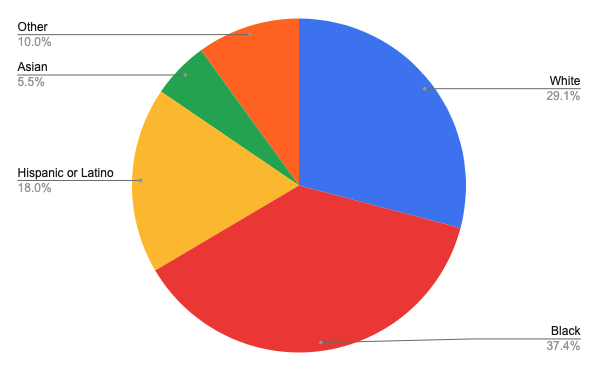 Other
10.0%
Asian
5.5%
White
29.1%
Hispanic or Latino
18.0%
Black
37.4%